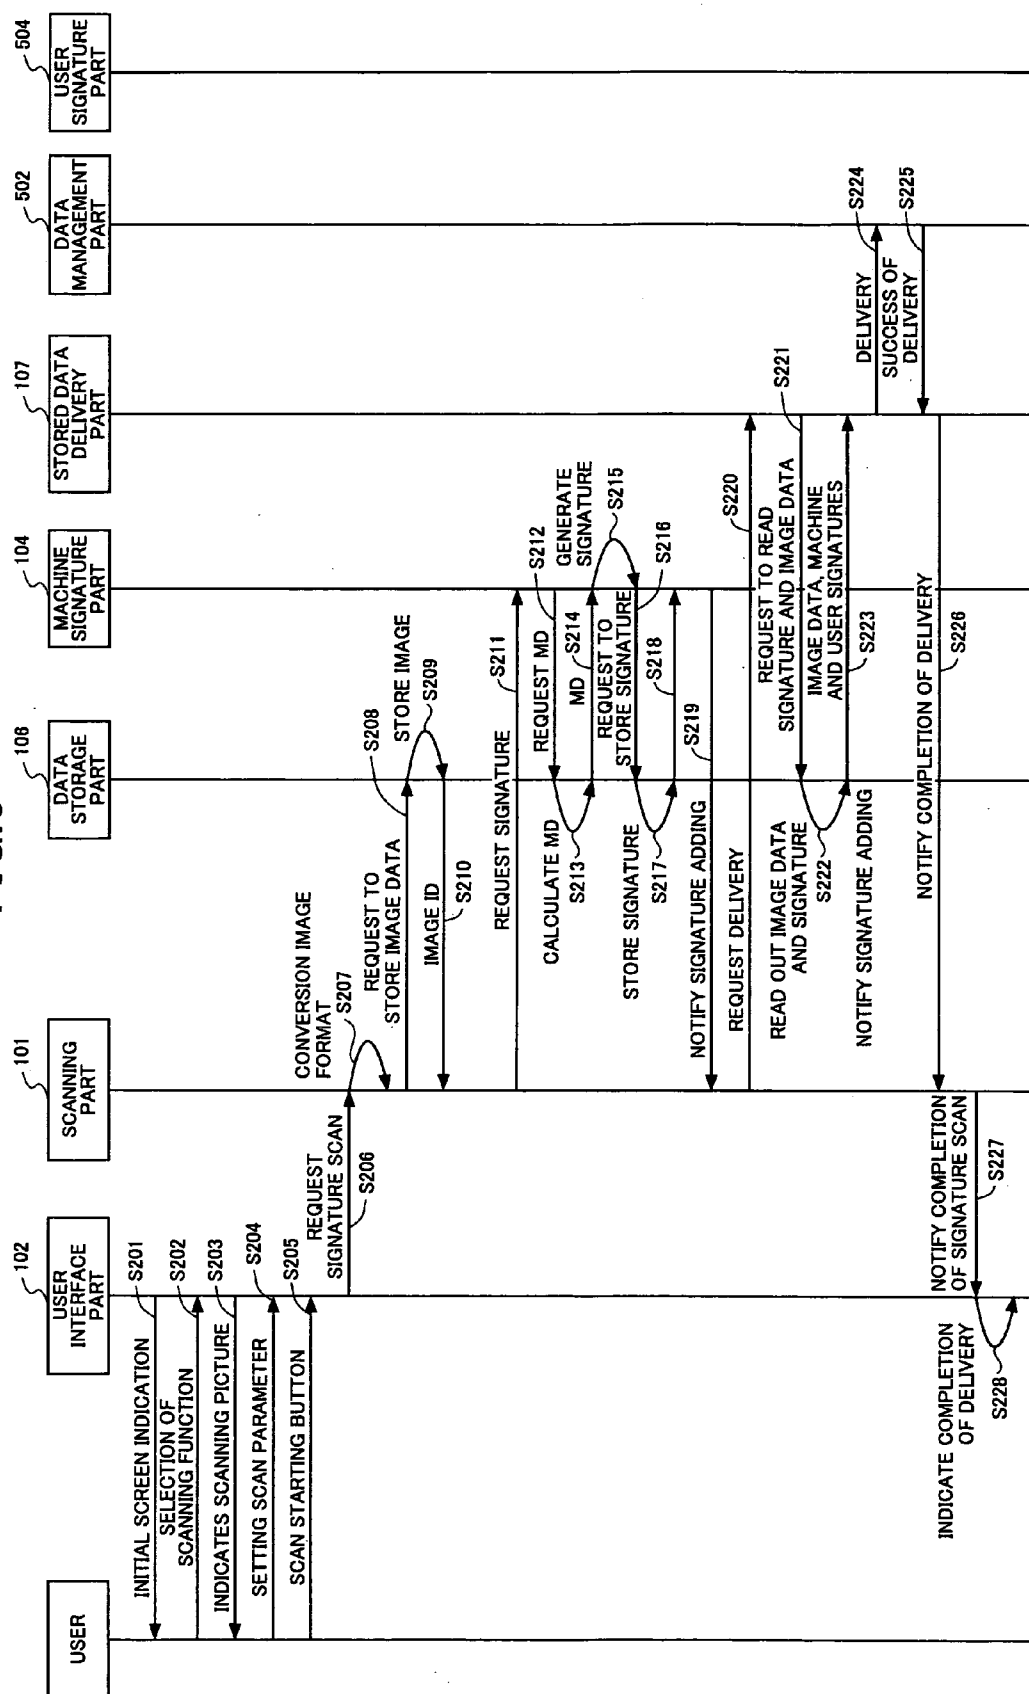 USER
USER
INTERFACE
PART
102
SCANNING
PART
101
DATA
STORAGE
PART
106
MACHINE
SIGNATURE
PART
104
STORED DATA
DELIVERY
PART
107
DATA
MANAGEMENT
PART
502
USER
SIGNATURE
PART
504
INITIAL SCREEN INDICATION
S201
SELECTION OF
SCANNING FUNCTION
S202
INDICATES SCANNING PICTURE
S203
SETTING SCAN PARAMETER
S204
SCAN STARTING BUTTON
S205
REQUEST
SIGNATURE SCAN
S206
CONVERSION IMAGE
FORMAT
S207
REQUEST TO
STORE IMAGE DATA
S208
STORE IMAGE
S209
IMAGE ID
S210
REQUEST SIGNATURE
S211
REQUEST MD
S212
CALCULATE MD
S213
MD
S214
GENERATE
SIGNATURE
S215
REQUEST TO
STORE SIGNATURE
S216
STORE SIGNATURE
S217
S218
NOTIFY SIGNATURE ADDING
S219
REQUEST DELIVERY
S220
REQUEST TO READ
SIGNATURE AND IMAGE DATA
S221
READ OUT IMAGE DATA
AND SIGNATURE
S222
IMAGE DATA, MACHINE
AND USER SIGNATURES
S223
NOTIFY SIGNATURE ADDING
DELIVERY
S224
SUCCESS OF
DELIVERY
S225
NOTIFY COMPLETION OF DELIVERY
S226
NOTIFY COMPLETION
OF SIGNATURE SCAN
S227
INDICATE COMPLETION
OF DELIVERY
S228